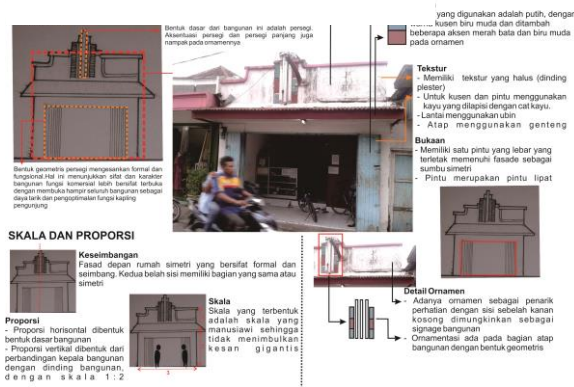 Bentuk dasar dari bangunan ini adalah persegi.
Aksentuasi persegi dan persegi panjang juga
nampak pada ornamennya
yang digunakan adalah putih, dengan
warna kusen biru muda dan ditambah
beberapa aksen merah bata dan biru muda
pada ornamen
Tekstur
- Memiliki tekstur yang halus (dinding
plester)
- Untuk kusen dan pintu menggunakan
kayu yang dilapisi dengan cat kayu.
- Lantai menggunakan ubin
- Atap menggunakan genteng
Bukaan
- Memiliki satu pintu yang lebar yang
terletak memenuhi fasade sebagai
sumbu simetri
- Pintu merupakan pintu lipat
Bentuk geometris persegi mengesankan formal dan
fungsional.Hal ini menunjukkan sifat dan karakter
bangunan fungsi komersial lebih bersifat terbuka
dengan membuka hampir seluruh bangunan sebagai
daya tarik dan pengoptimalan fungsi kapling
pengunjung
SKALA DAN PROPORSI
Keseimbangan
Fasad depan rumah simetri yang bersifat formal dan
seimbang. Kedua belah sisi memiliki bagian yang sama atau
simetri
Proporsi
- Proporsi horisontal dibentuk
bentuk dasar bangunan
- Proporsi vertikal dibentuk dari
perbandingan kepala bangunan
dengan dinding bangunan,
dengan skala 1:2
Skala
Skala yang terbentuk
adalah skala yang
manusiawi sehingga
tidak menimbulkan
kesan gigantis
Detail Ornamen
- Adanya ornamen sebagai penarik
perhatian dengan sisi sebelah kanan
kosong dimungkinkan sebagai
signage bangunan
- Ornamentasi ada pada bagian atap
bangunan dengan bentuk geometris